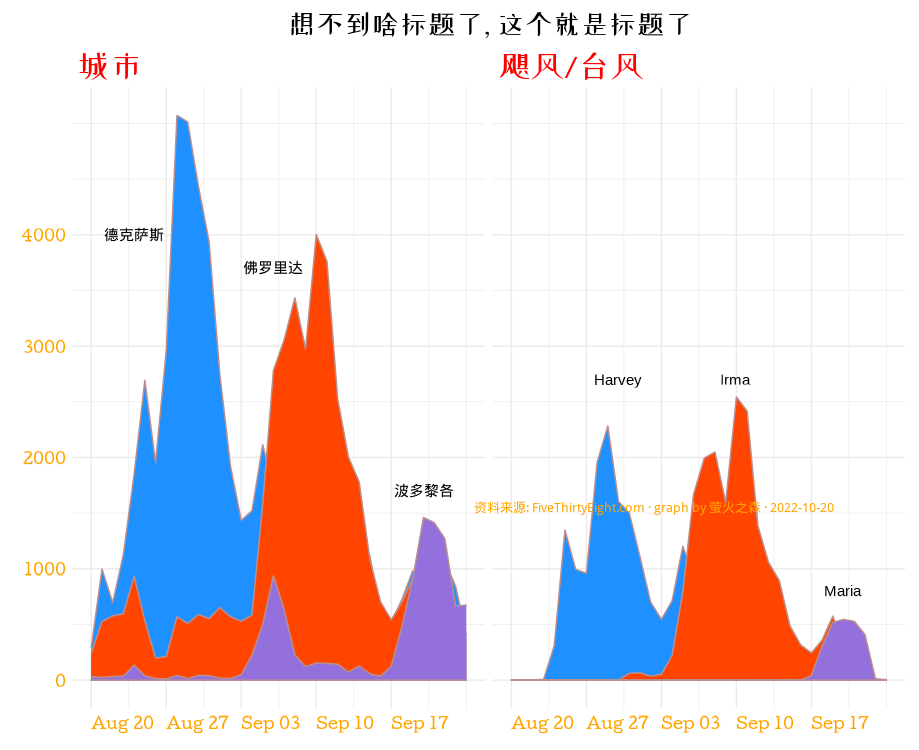 想不到啥标题了, 这个就是标题了
城市
飓风/台风
4000
3000
2000
1000
0
德克萨斯
佛罗里达
波多黎各
Harvey
Irma
资料来源: FiveThirtyEight.com · graph by 萤火之森 · 2022-10-20
Maria
Aug 20 Aug 27 Sep 03 Sep 10 Sep 17
Aug 20 Aug 27 Sep 03 Sep 10 Sep 17